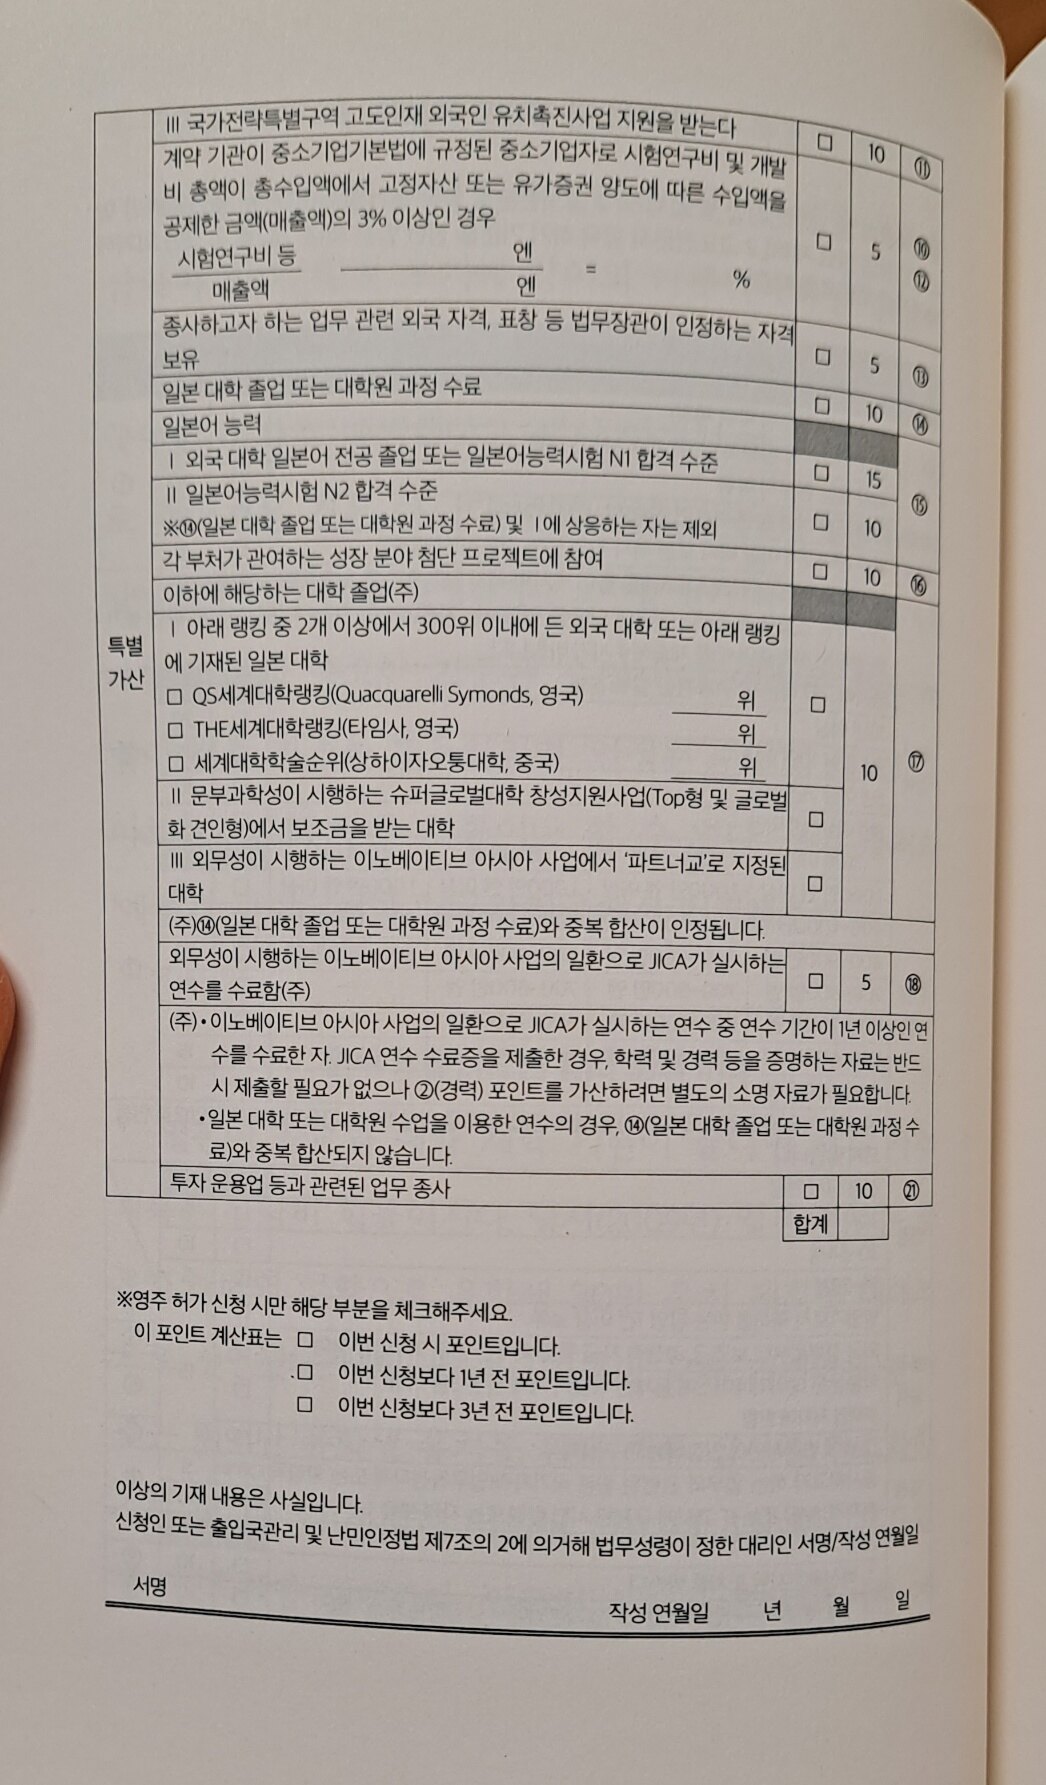 Ⅲ 국가전략특별구역 고도인재 외국인 유치촉진사업 지원을 받는다 □ 10 ⑪
계약 기관이 중소기업기본법에 규정된 중소기업자로 시험연구비 및 개발
비 총액이 총수입액에서 고정자산 또는 유가증권 양도에 따른 수입액을
공제한 금액(매출액)의 3% 이상인 경우 □ 5 ⑩
시험연구비 등 엔 ⑫
= %
매출액 엔
종사하고자 하는 업무 관련 외국 자격, 표창 등 법무장관이 인정하는 자격
보유 □ 5 ⑬
일본 대학 졸업 또는 대학원 과정 수료 □ 10 ⑭
일본어 능력
Ⅰ 외국 대학 일본어 전공 졸업 또는 일본어능력시험 N1 합격 수준 □ 15 ⑮
Ⅱ 일본어능력시험 N2 합격 수준
※⑭(일본 대학 졸업 또는 대학원 과정 수료) 및 Ⅰ에 상응하는 자는 제외 □ 10
각 부처가 관여하는 성장 분야 첨단 프로젝트에 참여 □ 10 ⑯
이하에 해당하는 대학 졸업(주)
특별
가산
Ⅰ 아래 랭킹 중 2개 이상에서 300위 이내에 든 외국 대학 또는 아래 랭킹
에 기재된 일본 대학
□ QS세계대학랭킹(Quacquarelli Symonds, 영국) 위 □
□ THE세계대학랭킹(타임사, 영국) 위
□ 세계대학학술순위(상하이자오퉁대학, 중국) 위 10 ⑰
Ⅱ 문부과학성이 시행하는 슈퍼글로벌대학 창성지원사업(Top형 및 글로벌
화 견인형)에서 보조금을 받는 대학 □
Ⅲ 외무성이 시행하는 이노베이티브 아시아 사업에서 ‘파트너교’로 지정된
대학 □
(주)⑭(일본 대학 졸업 또는 대학원 과정 수료)와 중복 합산이 인정됩니다.
외무성이 시행하는 이노베이티브 아시아 사업의 일환으로 JICA가 실시하는
연수를 수료함(주) □ 5 ⑱
(주)•이노베이티브 아시아 사업의 일환으로 JICA가 실시하는 연수 중 연수 기간이 1년 이상인 연
수를 수료한 자. JICA 연수 수료증을 제출한 경우, 학력 및 경력 등을 증명하는 자료는 반드
시 제출할 필요가 없으나 ②(경력) 포인트를 가산하려면 별도의 소명 자료가 필요합니다.
•일본 대학 또는 대학원 수업을 이용한 연수의 경우, ⑭(일본 대학 졸업 또는 대학원 과정 수
료)와 중복 합산되지 않습니다.
투자 운용업 등과 관련된 업무 종사 □ 10 ㉑
합계
※영주 허가 신청 시만 해당 부분을 체크해주세요.
이 포인트 계산표는 □ 이번 신청 시 포인트입니다.
□ 이번 신청보다 1년 전 포인트입니다.
□ 이번 신청보다 3년 전 포인트입니다.
이상의 기재 내용은 사실입니다.
신청인 또는 출입국관리 및 난민인정법 제7조의 2에 의거해 법무성령이 정한 대리인 서명/작성 연월일
서명
작성 연월일 년 월 일